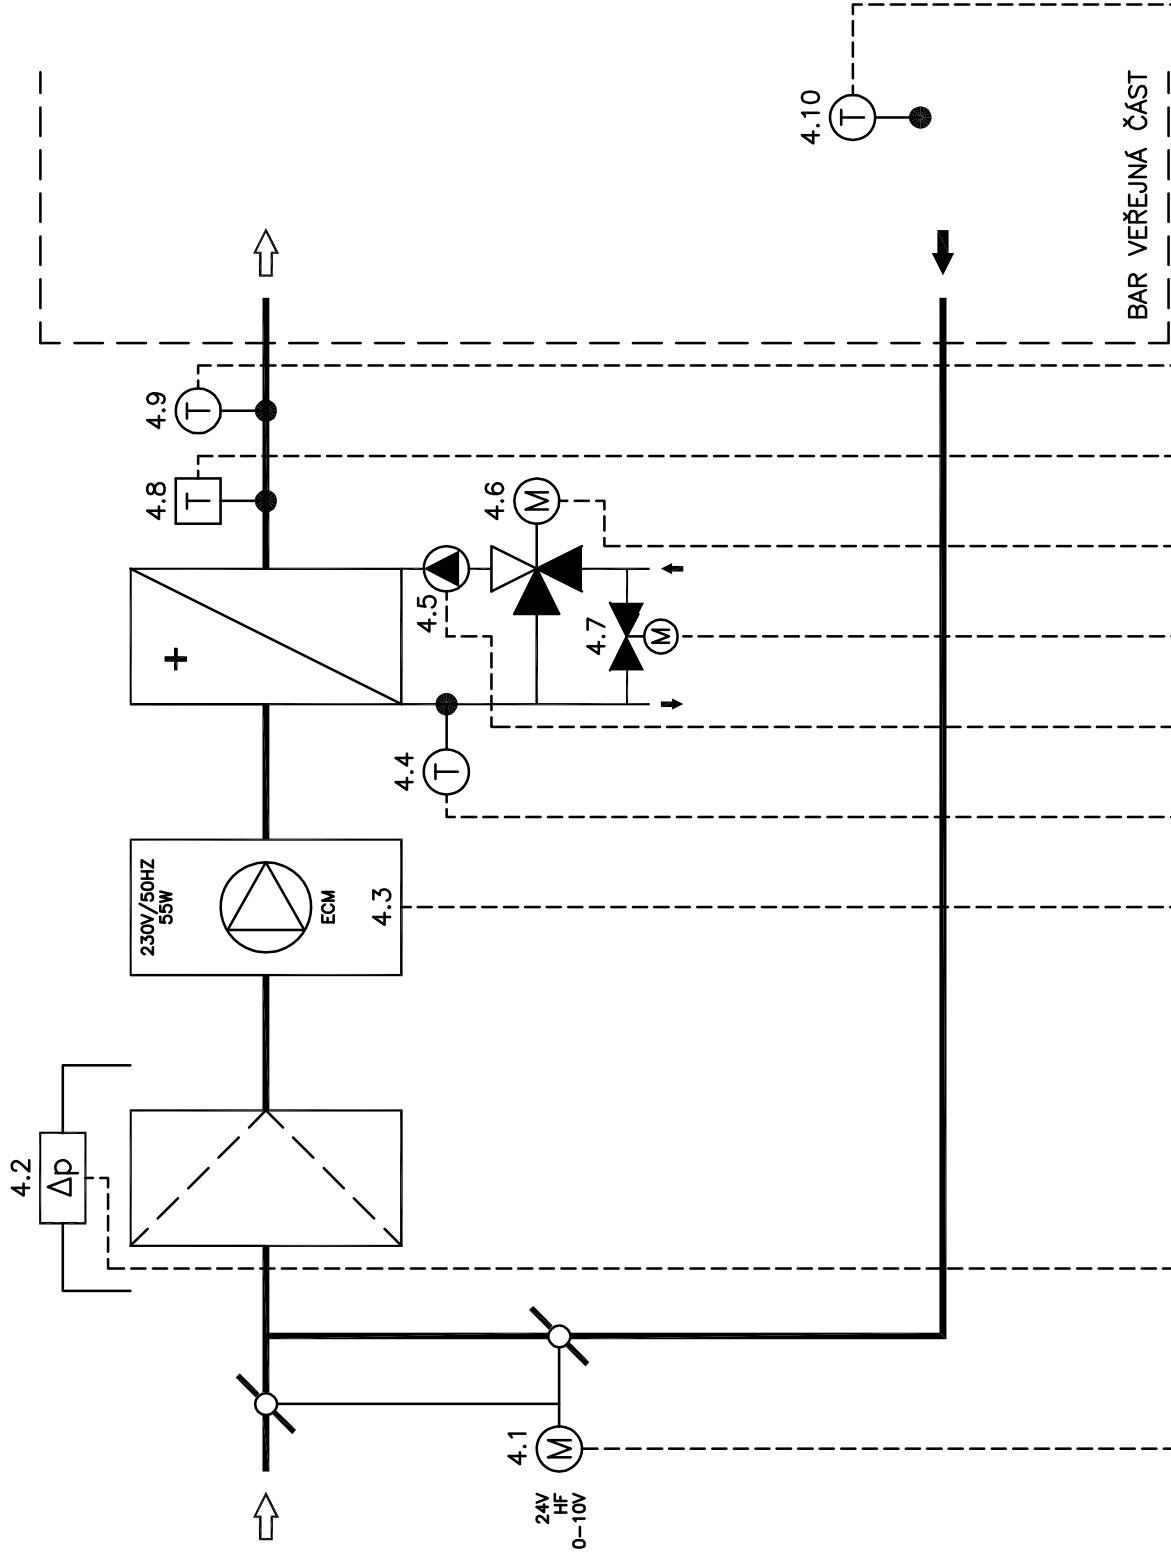 4.1
M
24V
HF
0-10V
4.2
Δp
230V/50HZ
55W
ECM
4.3
4.4
T
+
4.5
4.6
M
4.7
M
4.8
T
4.9
T
4.10
T
BAR VEŘEJNÁ ČÁST